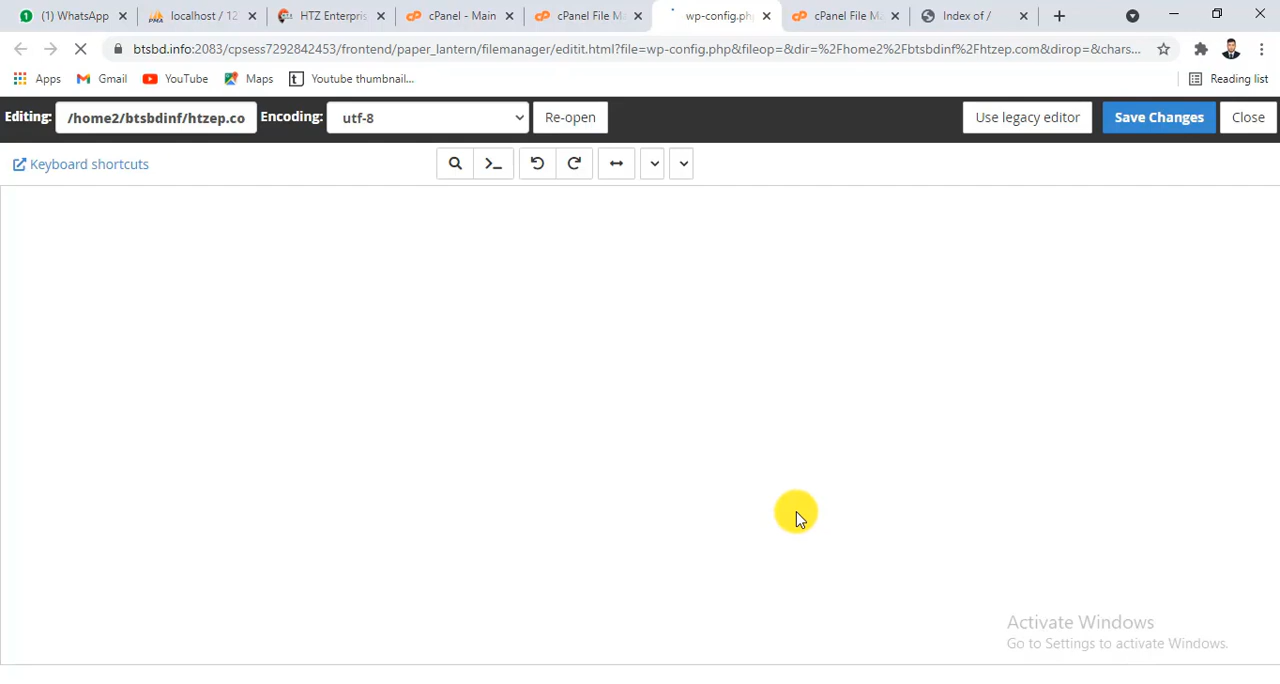 (1) WhatsApp
localhost / 12
HTZ Enterpris
cPanel - Main
cPanel File Ma
wp-config.ph
cPanel File Ma
Index of /
btsbd.info:2083/cpsess7292842453/frontend/paper_lantern/filemanager/editit.html?file=wp-config.php&fileop=&dir=%2Fhome2%2Fbtsbdinf%2Fhtzep.com&dirop=&chars...
Apps
Gmail
YouTube
Maps
Youtube thumbnail...
Reading list
Editing:
/home2/btsbdinf/htzep.co
Encoding:
utf-8
Re-open
Use legacy editor
Save Changes
Close
Keyboard shortcuts
Activate Windows
Go to Settings to activate Windows.